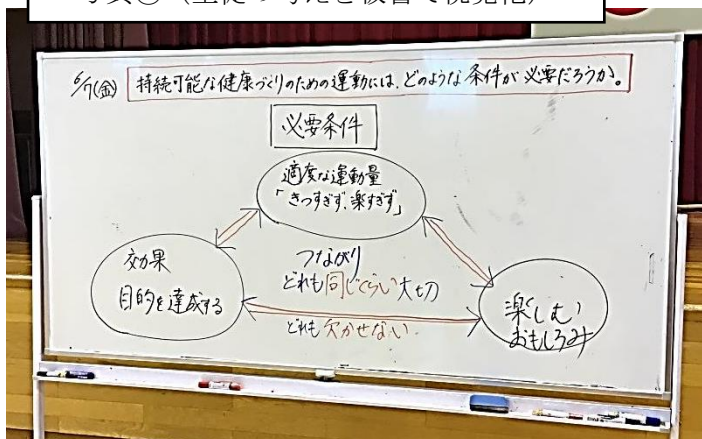 写真①（生徒の考えを板書で視覚化）
6/7(金) 持続可能な健康づくりのための運動には、どのような条件が必要だろうか。
必要条件
適度な運動量
「きつすぎず、楽すぎず」
効果
目的を達成する
つながり
どれも同じくらい大切
どれも欠かせない
楽しむ
おもしろみ